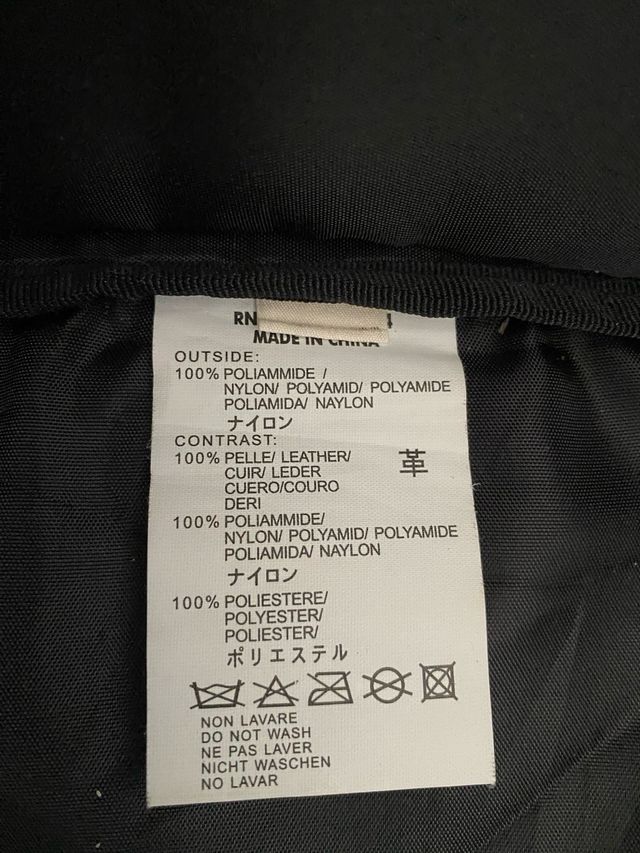 RN
MADE IN CHINA
OUTSIDE:
100% POLIAMMIDE /
NYLON/ POLYAMID/ POLYAMIDE
POLIAMIDA/ NAYLON
ナイロン
CONTRAST:
100% PELLE/ LEATHER/ 革
CUIR/ LEDER
CUERO/COURO
DERI
100% POLIAMMIDE/
NYLON/ POLYAMID/ POLYAMIDE
POLIAMIDA/ NAYLON
ナイロン
100% POLIESTERE/
POLYESTER/
POLIESTER/
ポリエステル
NON LAVARE
DO NOT WASH
NE PAS LAVER
NICHT WASCHEN
NO LAVAR